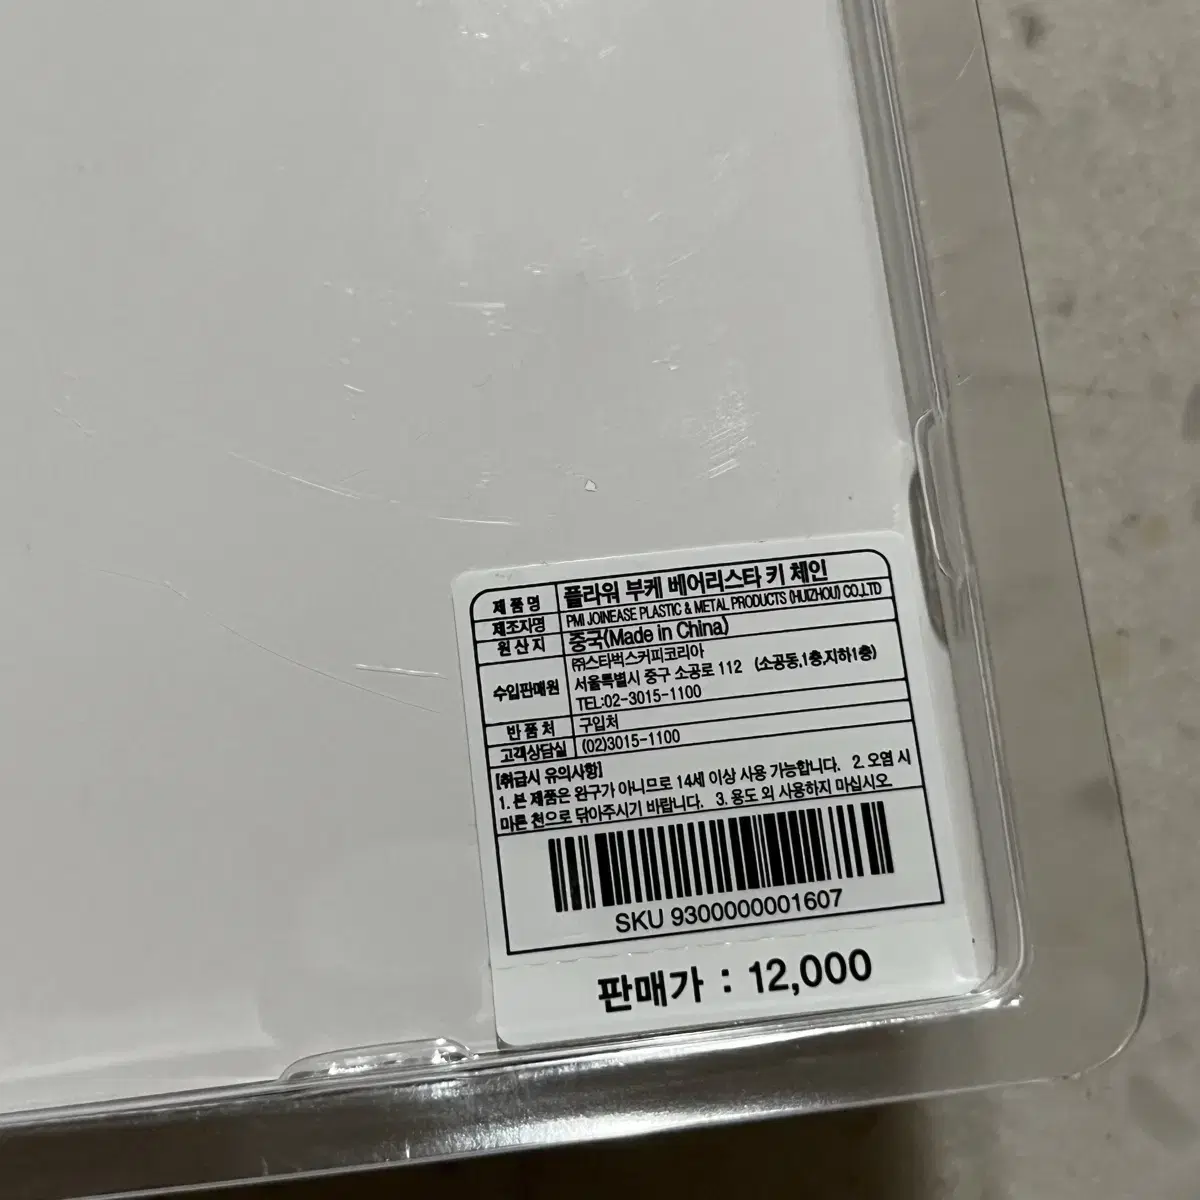 제 품 명 플라워 부케 베어리스타 키 체인
제조자명 PMI JOINEASE PLASTIC & METAL PRODUCTS (HUIZHOU) CO.,LTD
원 산 지 중국(Made in China)
수입판매원 ㈜스타벅스커피코리아
서울특별시 중구 소공로 112 (소공동,1층,지하1층)
TEL:02-3015-1100
반 품 처 구입처
고객상담실 (02)3015-1100
[취급시 유의사항]
1. 본 제품은 완구가 아니므로 14세 이상 사용 가능합니다. 2. 오염 시
마른 천으로 닦아주시기 바랍니다. 3. 용도 외 사용하지 마십시오.
SKU 9300000001607
판매가 : 12,000